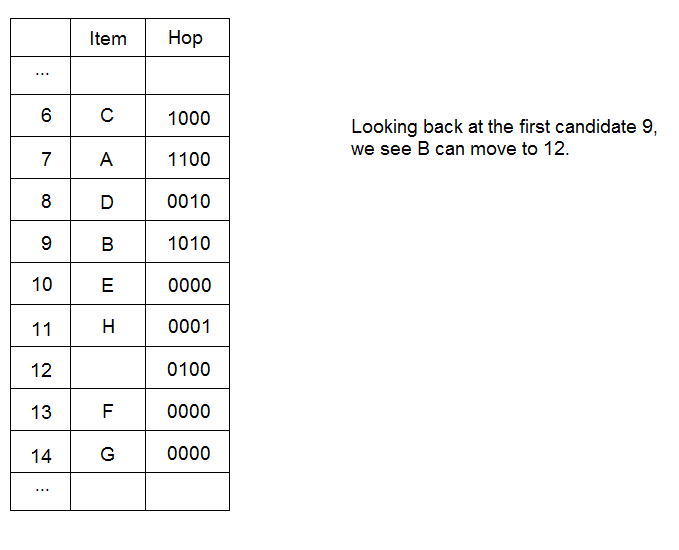 Item Hop
...
6 C 1000
7 A 1100
8 D 0010
9 B 1010
10 E 0000
11 H 0001
12 0100
13 F 0000
14 G 0000
...
Looking back at the first candidate 9,
we see B can move to 12.